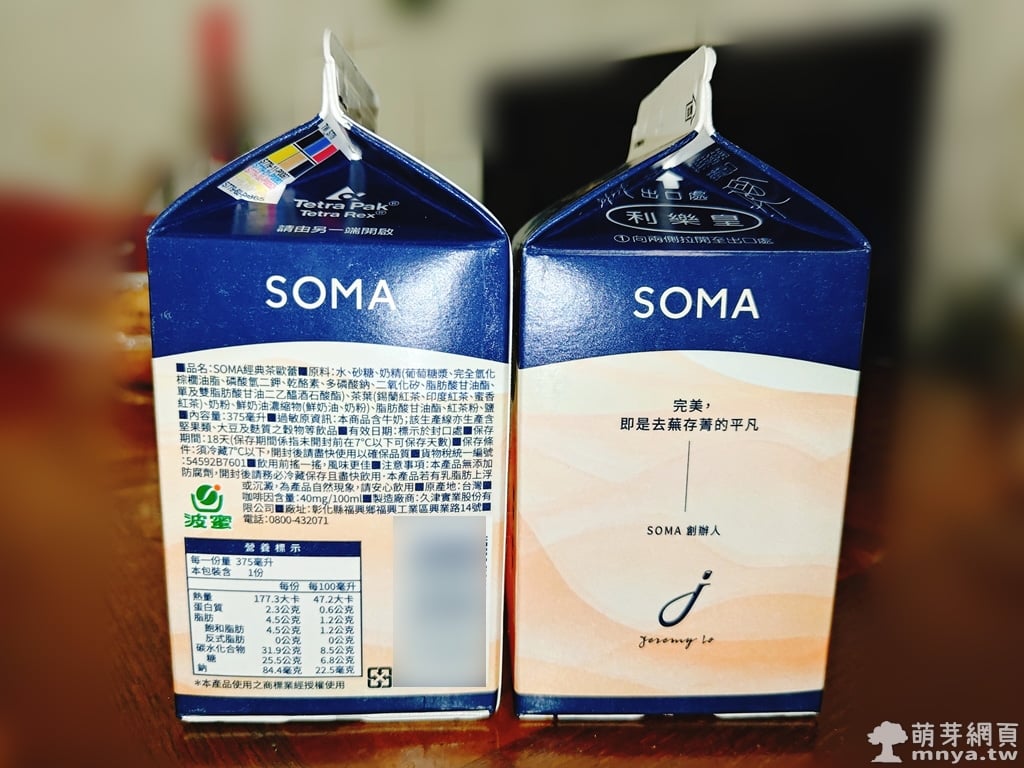 Tetra Pak®
Tetra Rex®
請由另一端開啟
SOMA
■品名:SOMA經典茶歐蕾■原料:水、砂糖、奶精(葡萄糖漿、完全氫化
棕櫚油脂、磷酸氫二鉀、乾酪素、多磷酸鈉、二氧化矽、脂肪酸甘油酯、
單及雙脂肪酸甘油二乙醯酒石酸酯)、茶葉(錫蘭紅茶、印度紅茶、蜜香
紅茶)、奶粉、鮮奶油濃縮物(鮮奶油、奶粉)、脂肪酸甘油酯、紅茶粉、鹽
■內容量:375毫升■過敏原資訊:本商品含牛奶;該生產線亦生產含
堅果類、大豆及麩質之穀物等飲品■有效日期:標示於封口處■保存
期限:18天(保存期間係指未開封前在7°C以下可保存天數)■保存條
件:須冷藏7°C以下,開封後請盡快使用以確保品質■貨物稅統一編號
:54592B7601■飲用前搖一搖,風味更佳■注意事項:本產品無添加
防腐劑,開封後請務必冷藏保存且盡快飲用。本產品若有乳脂肪上浮
或沉澱,為產品自然現象,請安心飲用■原產地:台灣■
咖啡因含量:40mg/100ml■製造廠商:久津實業股份有
限公司■廠址:彰化縣福興鄉福興工業區興業路14號■
電話:0800-432071
波蜜
營養標示
每一份量 375毫升
本包裝含 1份
每份 每100毫升
熱量 177.3大卡 47.2大卡
蛋白質 2.3公克 0.6公克
脂肪 4.5公克 1.2公克
飽和脂肪 4.5公克 1.2公克
反式脂肪 0公克 0公克
碳水化合物 31.9公克 8.5公克
糖 25.5公克 6.8公克
鈉 84.4毫克 22.5毫克
*本產品使用之商標業經授權使用
出口處
利樂皇
①向兩側拉開至出口處
SOMA
完美,
即是去蕪存菁的平凡
SOMA 創辦人
j
Jeremy Lo
萌芽網頁
mnya.tw